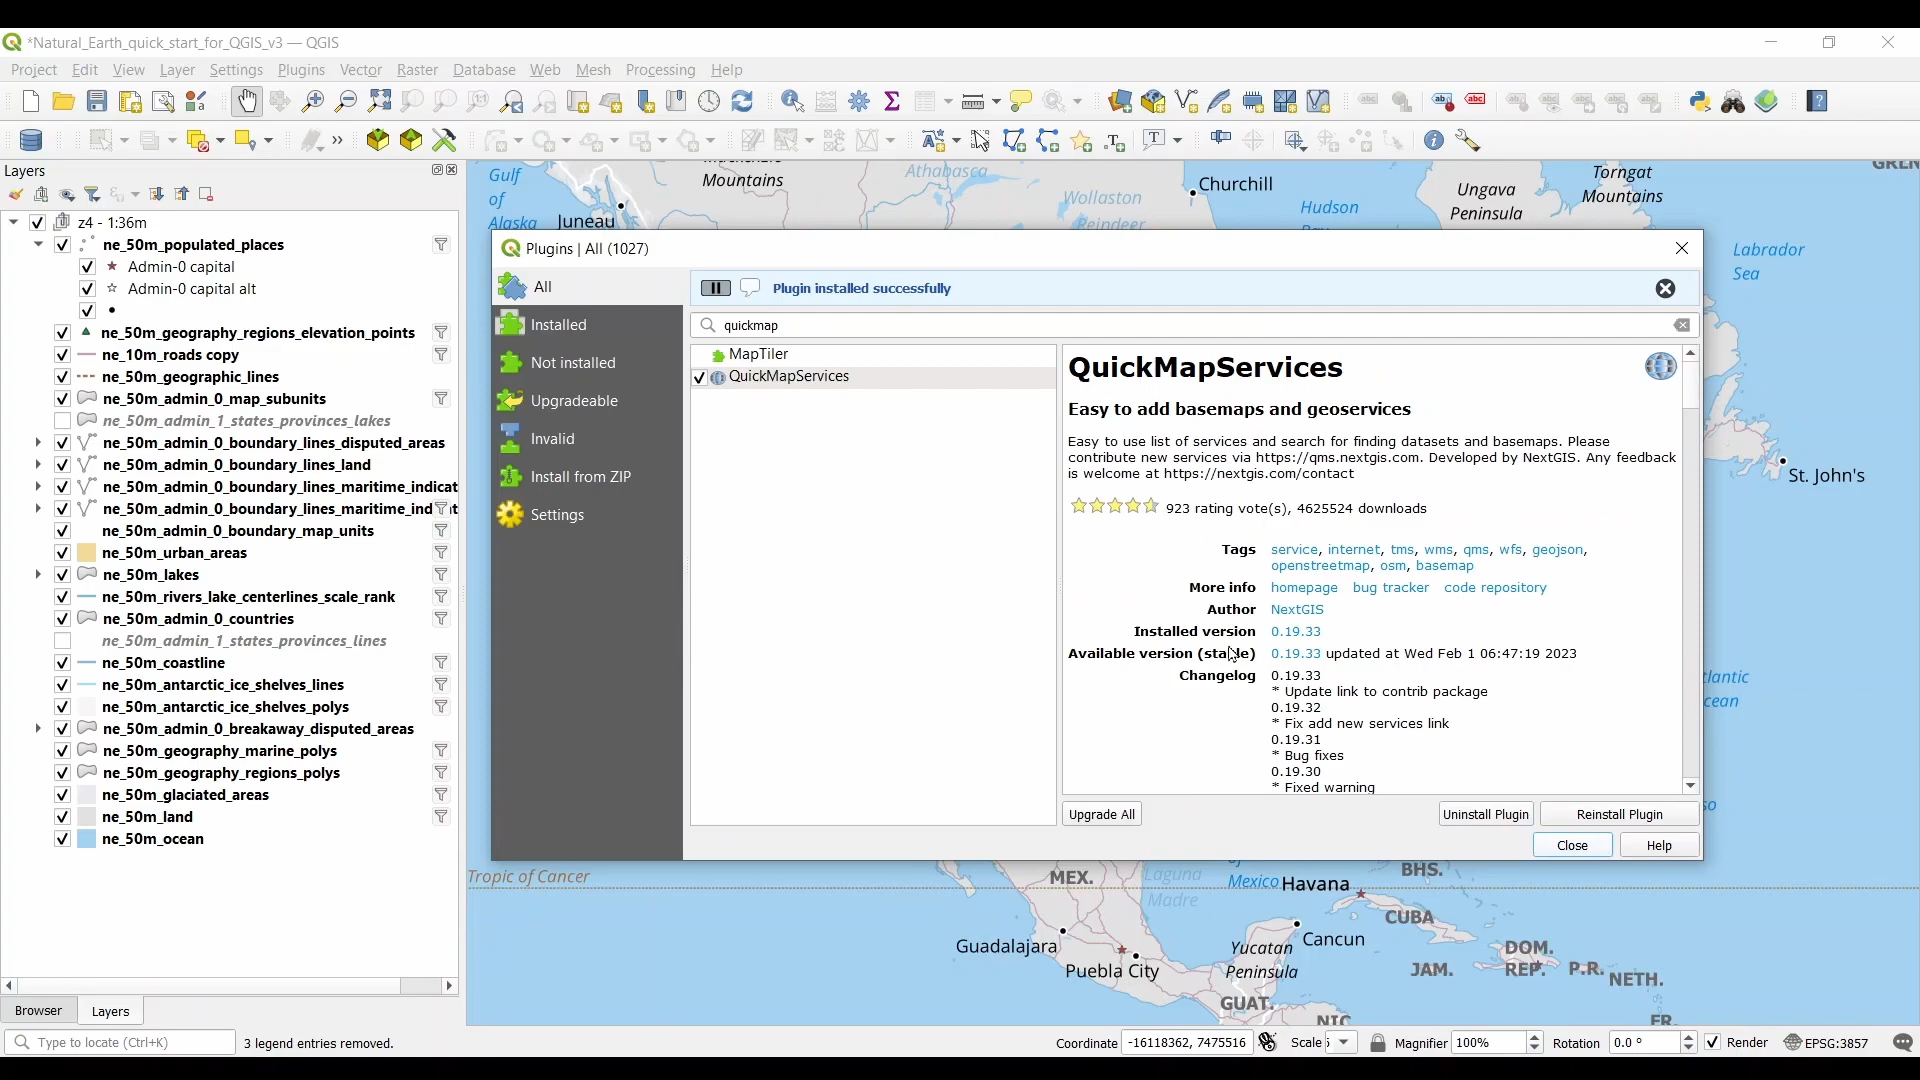 *Natural_Earth_quick_start_for_QGIS_v3 — QGIS
Project Edit View Layer Settings Plugins Vector Raster Database Web Mesh Processing Help
Layers
z4 - 1:36m
ne_50m_populated_places
Admin-0 capital
Admin-0 capital alt
ne_50m_geography_regions_elevation_points
ne_10m_roads copy
ne_50m_geographic_lines
ne_50m_admin_0_map_subunits
ne_50m_admin_1_states_provinces_lakes
ne_50m_admin_0_boundary_lines_disputed_areas
ne_50m_admin_0_boundary_lines_land
ne_50m_admin_0_boundary_lines_maritime_indicat
ne_50m_admin_0_boundary_lines_maritime_ind
ne_50m_admin_0_boundary_map_units
ne_50m_urban_areas
ne_50m_lakes
ne_50m_rivers_lake_centerlines_scale_rank
ne_50m_admin_0_countries
ne_50m_admin_1_states_provinces_lines
ne_50m_coastline
ne_50m_antarctic_ice_shelves_lines
ne_50m_antarctic_ice_shelves_polys
ne_50m_admin_0_breakaway_disputed_areas
ne_50m_geography_marine_polys
ne_50m_geography_regions_polys
ne_50m_glaciated_areas
ne_50m_land
ne_50m_ocean
Browser Layers
Type to locate (Ctrl+K) 3 legend entries removed.
Gulf
of
Alaska
Juneau
Mountains
Athabasca
Wollaston
Reindeer
Churchill
Hudson
Ungava
Peninsula
Torngat
Mountains
GREN
Labrador
Sea
St. John's
Plugins | All (1027)
All
Installed
Not installed
Upgradeable
Invalid
Install from ZIP
Settings
Plugin installed successfully
quickmap
MapTiler
QuickMapServices
QuickMapServices
Easy to add basemaps and geoservices
Easy to use list of services and search for finding datasets and basemaps. Please
contribute new services via https://qms.nextgis.com. Developed by NextGIS. Any feedback
is welcome at https://nextgis.com/contact
923 rating vote(s), 4625524 downloads
Tags service, internet, tms, wms, qms, wfs, geojson,
openstreetmap, osm, basemap
More info homepage bug tracker code repository
Author NextGIS
Installed version 0.19.33
Available version (stable) 0.19.33 updated at Wed Feb 1 06:47:19 2023
Changelog 0.19.33
* Update link to contrib package
0.19.32
* Fix add new services link
0.19.31
* Bug fixes
0.19.30
* Fixed warning
Upgrade All Uninstall Plugin Reinstall Plugin
Close Help
tlantic
cean
Tropic of Cancer
MEX.
Laguna
Madre
Mexico
Havana
BHS.
CUBA
Guadalajara
Puebla City
Yucatan
Peninsula
Cancun
JAM.
DOM.
REP.
P.R.
NETH.
GUAT.
NIC
FR.
Coordinate -16118362, 7475516 Scale Magnifier 100% Rotation 0.0 ° Render EPSG:3857